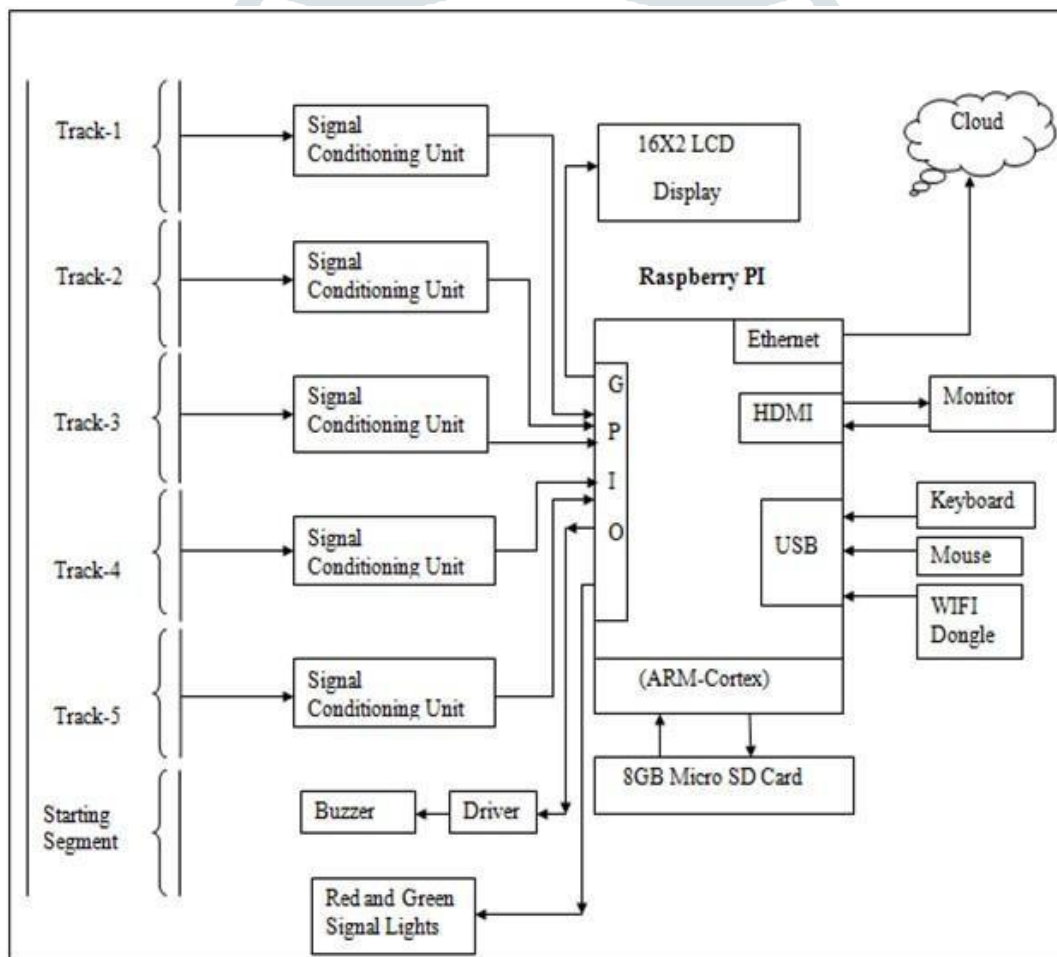 Track-1
Signal
Conditioning Unit
16X2 LCD
Display
Cloud
Track-2
Signal
Conditioning Unit
Raspberry PI
Ethernet
Track-3
Signal
Conditioning Unit
G
P
I
O
HDMI
Monitor
Track-4
Signal
Conditioning Unit
USB
Keyboard
Mouse
WIFI
Dongle
Track-5
Signal
Conditioning Unit
(ARM-Cortex)
8GB Micro SD Card
Starting
Segment
Buzzer
Driver
Red and Green
Signal Lights